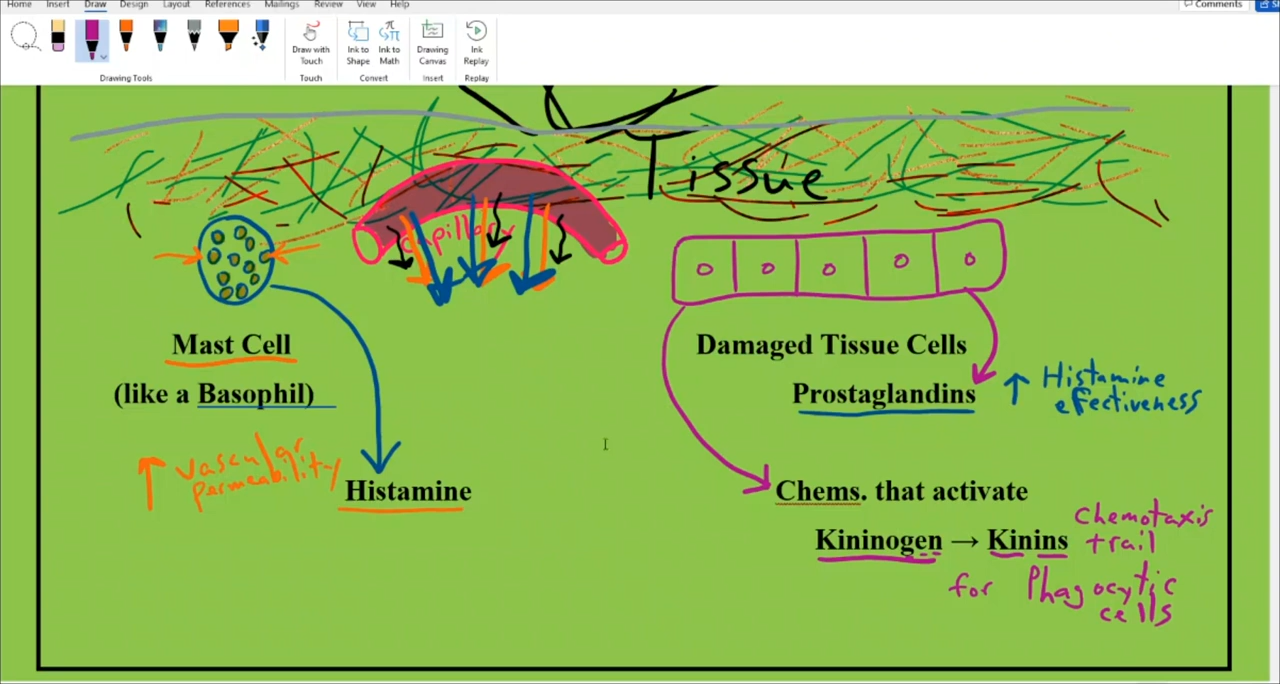 Home Insert Draw Design Layout References Mailings Review View Help Comments
Draw with Touch
Ink to Shape
Ink to Math
Drawing Canvas
Ink Replay
Drawing Tools Touch Convert Insert Replay
Tissue
Capillary
Mast Cell
(like a Basophil)
↑ vascular
permeability
Histamine
Damaged Tissue Cells
Prostaglandins
↑ Histamine
effectiveness
Chems. that activate
Kininogen → Kinins
Chemotaxis
trail
for Phagocytic
cells